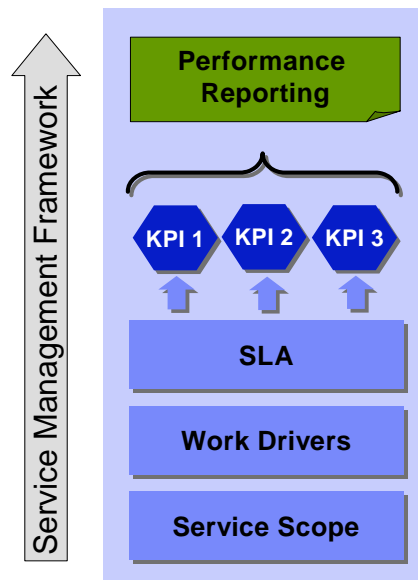 Service Management Framework
Performance
Reporting
KPI 1
KPI 2
KPI 3
SLA
Work Drivers
Service Scope